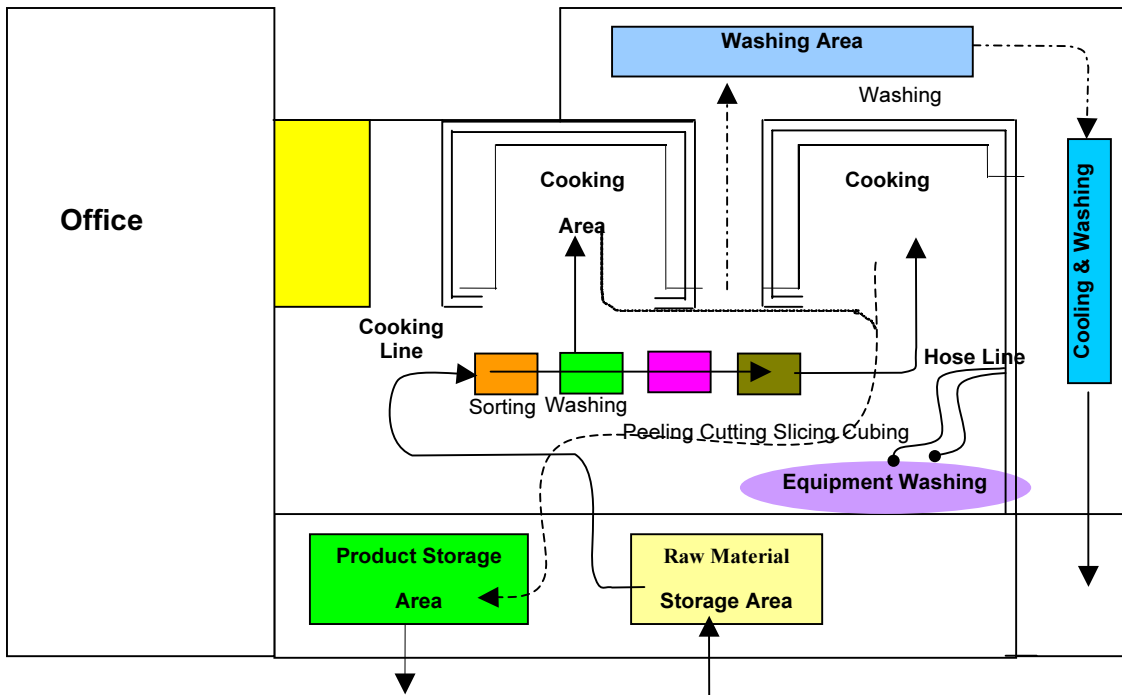 Washing Area
Washing
Office
Cooking
Area
Cooking
Cooling & Washing
Cooking
Line
Hose Line
Sorting
Washing
Peeling Cutting Slicing Cubing
Equipment Washing
Product Storage
Area
Raw Material
Storage Area